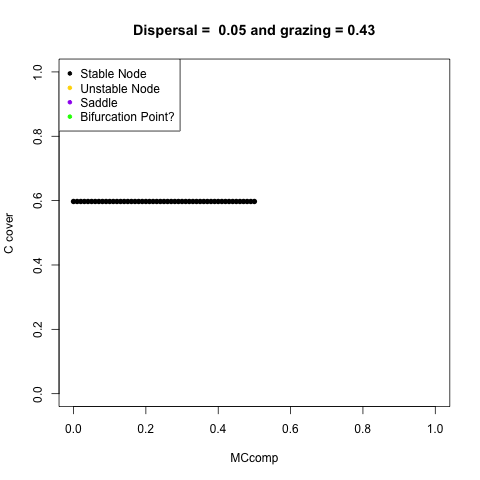 Dispersal =  0.05 and grazing = 0.43
Stable Node
Unstable Node
Saddle
Bifurcation Point?
C cover
1.0
0.8
0.6
0.4
0.2
0.0
0.0 0.2 0.4 0.6 0.8 1.0
MCcomp